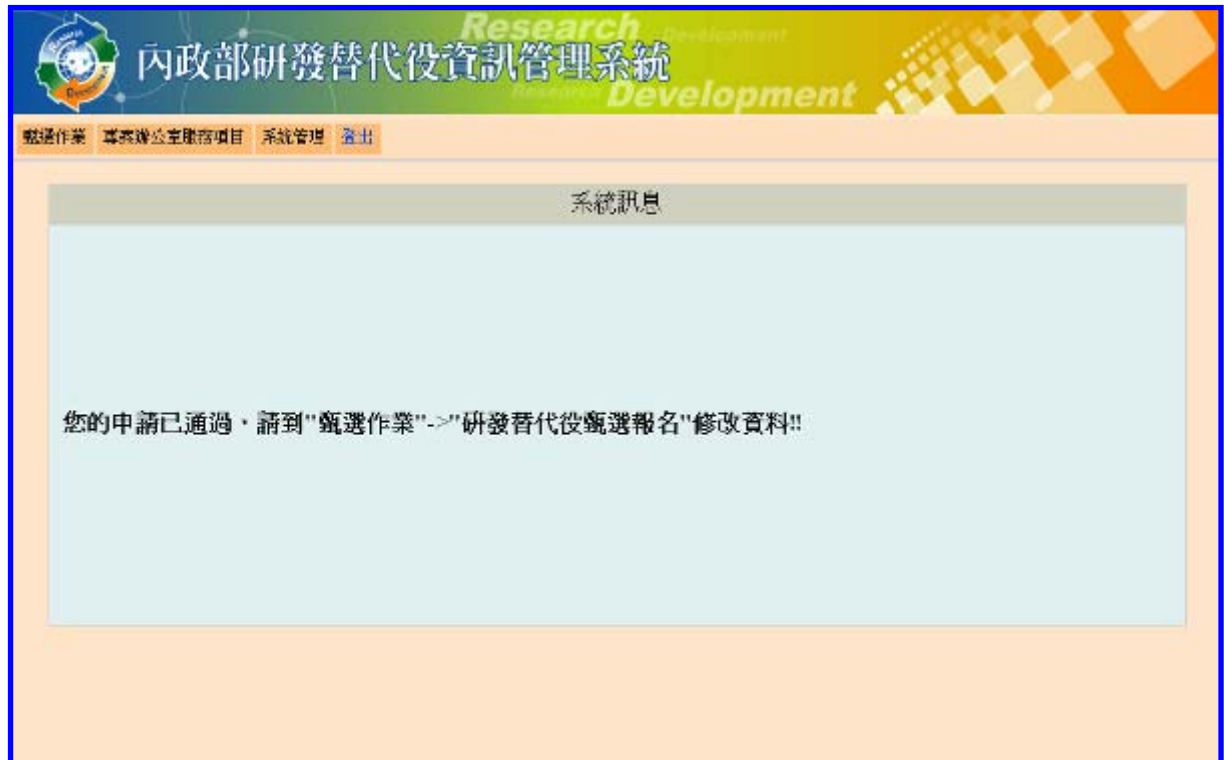 Research Development
內政部研發替代役資訊管理系統
Research Development
甄選作業 專案辦公室服務項目 系統管理 登出
系統訊息
您的申請已通過,請到"甄選作業"->"研發替代役甄選報名"修改資料!!